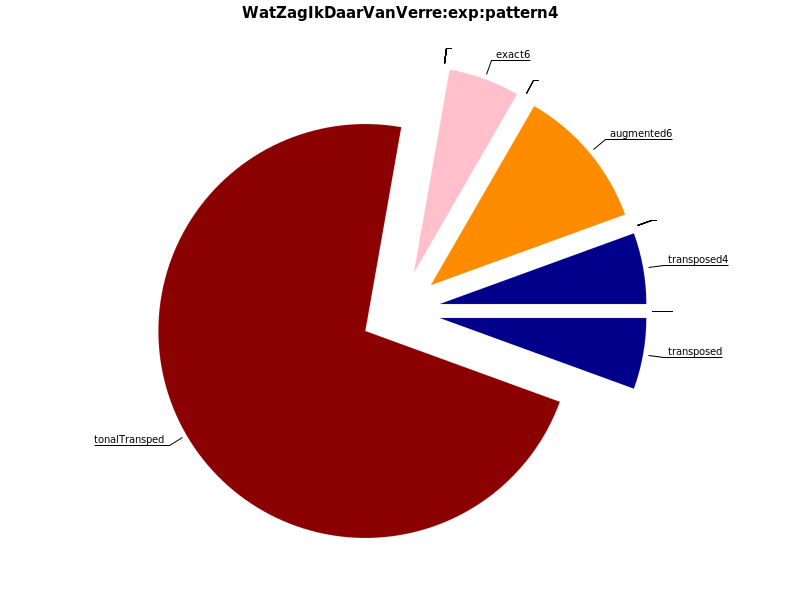 WatZagIkDaarVanVerre:exp:pattern4
exact6
augmented6
transposed4
transposed
tonalTransped